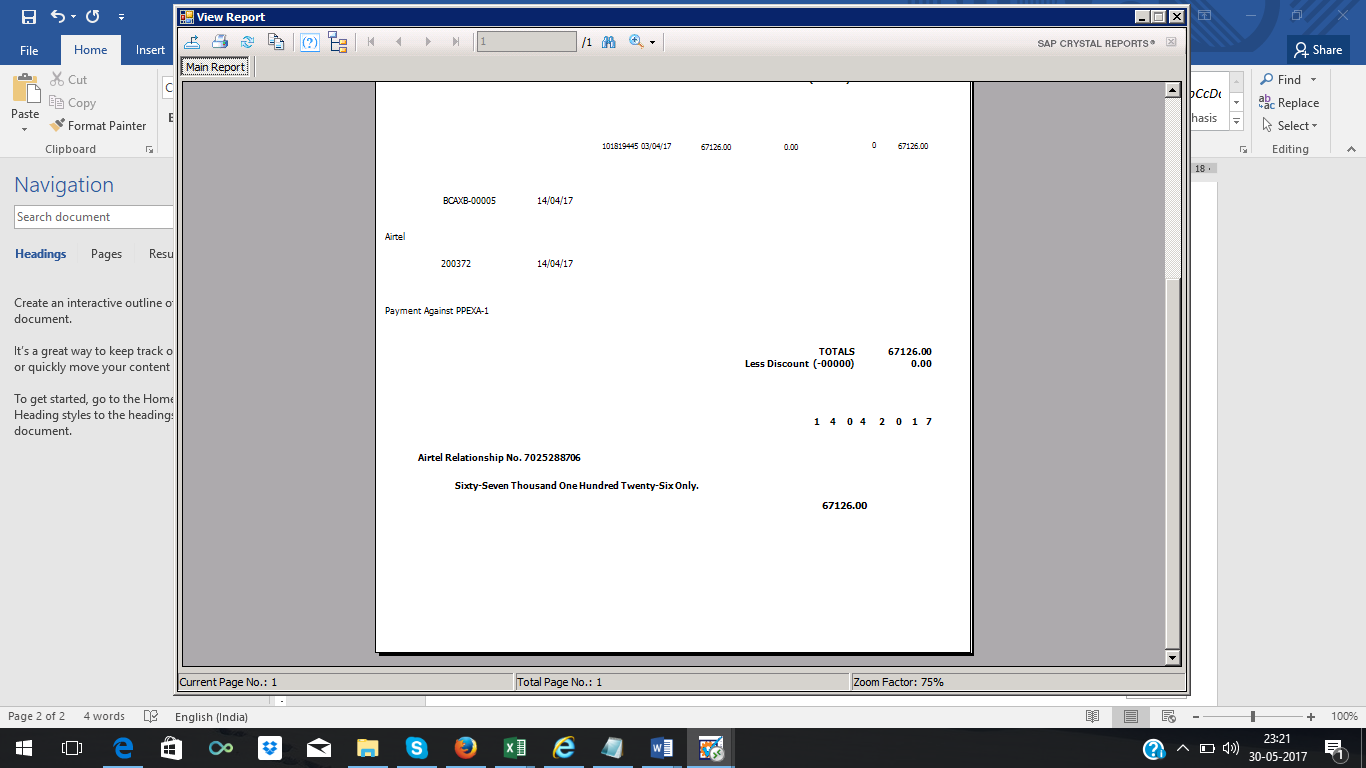 View Report
File
Home
Insert
Share
1
/1
SAP CRYSTAL REPORTS®
Main Report
Paste
Cut
Copy
Format Painter
Clipboard
Find
Replace
Select
Editing
18
Navigation
Search document
Headings
Pages
Resu
Create an interactive outline o
document.
It's a great way to keep track o
or quickly move your content
To get started, go to the Home
Heading styles to the headings
document.
101819445 03/04/17 67126.00 0.00 0 67126.00
BCAXB-00005 14/04/17
Airtel
200372 14/04/17
Payment Against PPEXA-1
TOTALS 67126.00
Less Discount (-00000) 0.00
1 4 0 4 2 0 1 7
Airtel Relationship No. 7025288706
Sixty-Seven Thousand One Hundred Twenty-Six Only.
67126.00
Current Page No.: 1
Total Page No.: 1
Zoom Factor: 75%
Page 2 of 2
4 words
English (India)
100%
23:21
30-05-2017
1